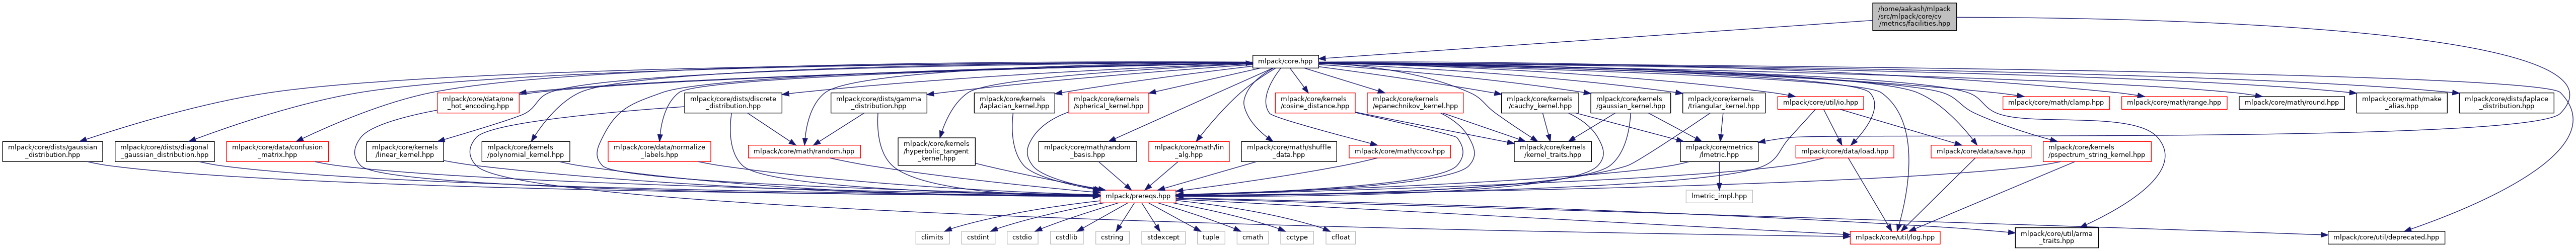 /home/aakash/mlpack
/src/mlpack/core/cv
/metrics/facilities.hpp
mlpack/core.hpp
mlpack/core/data/one
_hot_encoding.hpp
mlpack/core/dists/discrete
_distribution.hpp
mlpack/core/dists/gamma
_distribution.hpp
mlpack/core/kernels
/laplacian_kernel.hpp
mlpack/core/kernels
/spherical_kernel.hpp
mlpack/core/kernels
/cosine_distance.hpp
mlpack/core/kernels
/epanechnikov_kernel.hpp
mlpack/core/kernels
/cauchy_kernel.hpp
mlpack/core/kernels
/gaussian_kernel.hpp
mlpack/core/kernels
/triangular_kernel.hpp
mlpack/core/util/io.hpp
mlpack/core/math/clamp.hpp
mlpack/core/math/range.hpp
mlpack/core/math/round.hpp
mlpack/core/math/make
_alias.hpp
mlpack/core/dists/laplace
_distribution.hpp
mlpack/core/dists/gaussian
_distribution.hpp
mlpack/core/dists/diagonal
_gaussian_distribution.hpp
mlpack/core/data/confusion
_matrix.hpp
mlpack/core/kernels
/linear_kernel.hpp
mlpack/core/kernels
/polynomial_kernel.hpp
mlpack/core/data/normalize
_labels.hpp
mlpack/core/math/random.hpp
mlpack/core/kernels
/hyperbolic_tangent
_kernel.hpp
mlpack/core/math/random
_basis.hpp
mlpack/core/math/lin
_alg.hpp
mlpack/core/math/shuffle
_data.hpp
mlpack/core/math/ccov.hpp
mlpack/core/kernels
/kernel_traits.hpp
mlpack/core/metrics
/lmetric.hpp
mlpack/core/data/load.hpp
mlpack/core/data/save.hpp
mlpack/core/kernels
/pspectrum_string_kernel.hpp
mlpack/prereqs.hpp
lmetric_impl.hpp
climits
cstdint
cstdio
cstdlib
cstring
stdexcept
tuple
cmath
cctype
cfloat
mlpack/core/util/log.hpp
mlpack/core/util/arma
_traits.hpp
mlpack/core/util/deprecated.hpp